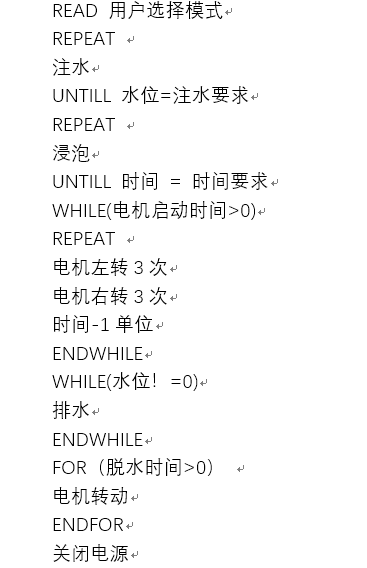 READ 用户选择模式
REPEAT
注水
UNTILL 水位=注水要求
REPEAT
浸泡
UNTILL 时间 = 时间要求
WHILE(电机启动时间>0)
REPEAT
电机左转 3 次
电机右转 3 次
时间-1 单位
ENDWHILE
WHILE(水位！=0)
排水
ENDWHILE
FOR（脱水时间>0）
电机转动
ENDFOR
关闭电源